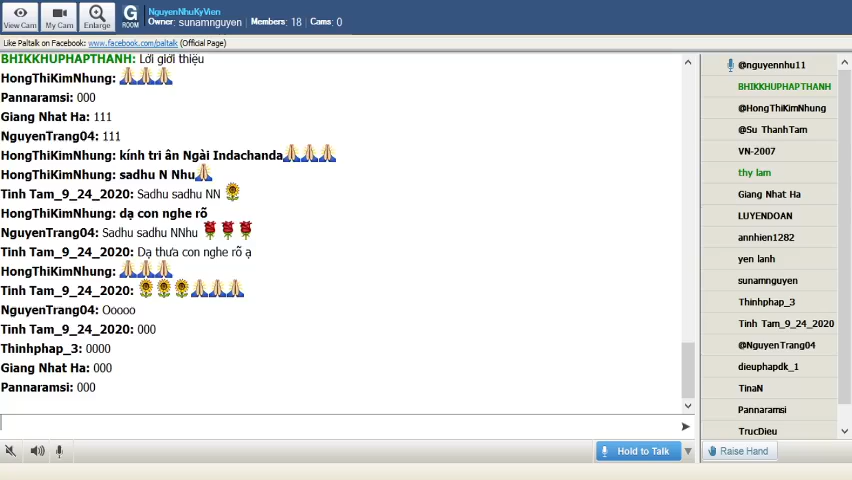 NguyenNhuKyVien
Owner: sunamnguyen Members: 18 Cams: 0
View Cam My Cam Enlarge G ROOM
Like Paltalk on Facebook: www.facebook.com/paltalk (Official Page)
BHIKKHUPHAPTHANH: Lời giới thiệu
HongThiKimNhung:
Pannaramsi: 000
Giang Nhat Ha: 111
NguyenTrang04: 111
HongThiKimNhung: kính tri ân Ngài Indachanda
HongThiKimNhung: sadhu N Nhu
Tinh Tam_9_24_2020: Sadhu sadhu NN
HongThiKimNhung: dạ con nghe rõ
NguyenTrang04: Sadhu sadhu NNhu
Tinh Tam_9_24_2020: Dạ thưa con nghe rõ ạ
HongThiKimNhung:
Tinh Tam_9_24_2020:
NguyenTrang04: Ooooo
Tinh Tam_9_24_2020: 000
Thinhphap_3: 0000
Giang Nhat Ha: 000
Pannaramsi: 000
@nguyennhu11
BHIKKHUPHAPTHANH
@HongThiKimNhung
@Su ThanhTam
VN-2007
thy lam
Giang Nhat Ha
LUYENDOAN
annhien1282
yen lanh
sunamnguyen
Thinhphap_3
Tinh Tam_9_24_2020
@NguyenTrang04
dieuphapdk_1
TinaN
Pannaramsi
TrucDieu
Hold to Talk
Raise Hand